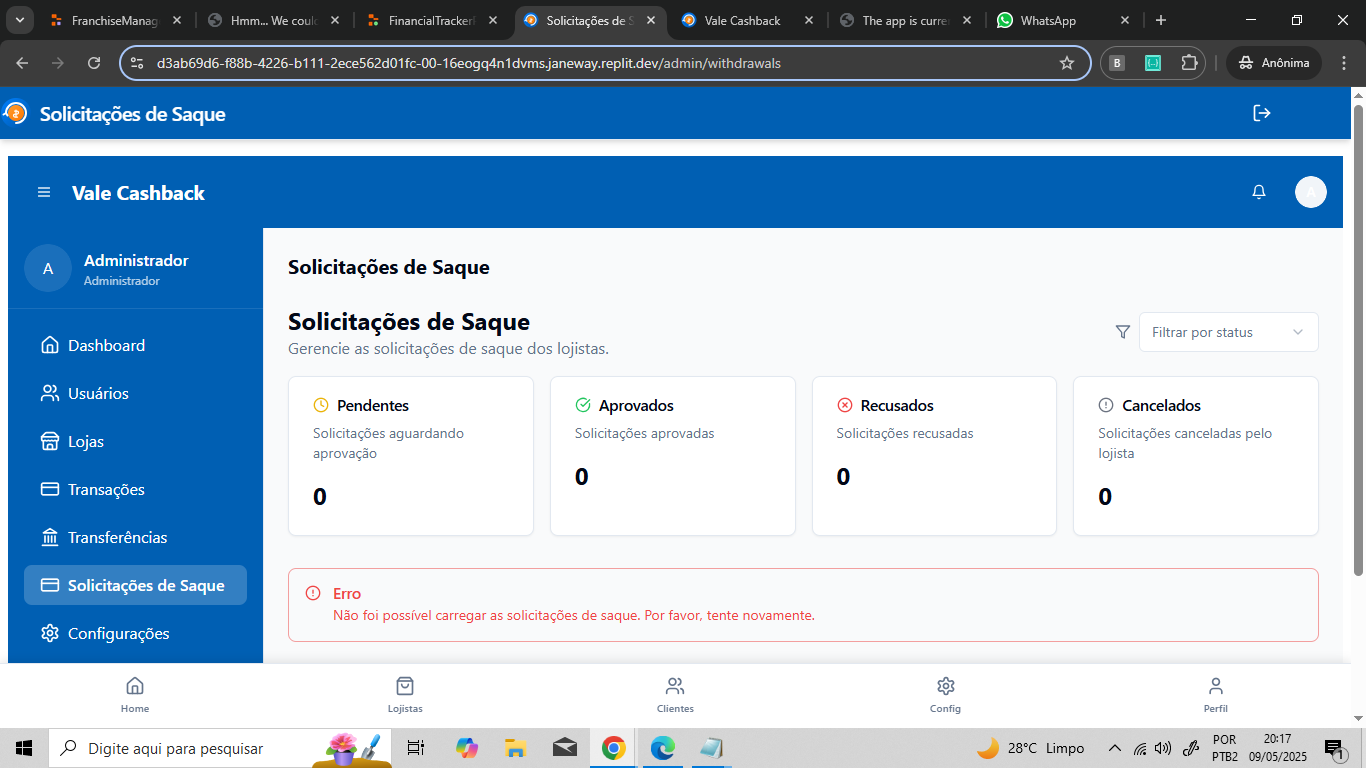 FranchiseManag
Hmm... We coul
FinancialTracker
Solicitações de S
Vale Cashback
The app is curre
WhatsApp
d3ab69d6-f88b-4226-b111-2ece562d01fc-00-16eogq4n1dvms.janeway.replit.dev/admin/withdrawals
B
Anônima
Solicitações de Saque
Vale Cashback
A
Administrador
Administrador
Dashboard
Usuários
Lojas
Transações
Transferências
Solicitações de Saque
Configurações
Solicitações de Saque
Solicitações de Saque
Gerencie as solicitações de saque dos lojistas.
Filtrar por status
Pendentes
Solicitações aguardando
aprovação
0
Aprovados
Solicitações aprovadas
0
Recusados
Solicitações recusadas
0
Cancelados
Solicitações canceladas pelo
lojista
0
Erro
Não foi possível carregar as solicitações de saque. Por favor, tente novamente.
Home
Lojistas
Clientes
Config
Perfil
Digite aqui para pesquisar
28°C Limpo
POR
PTB2
20:17
09/05/2025
1